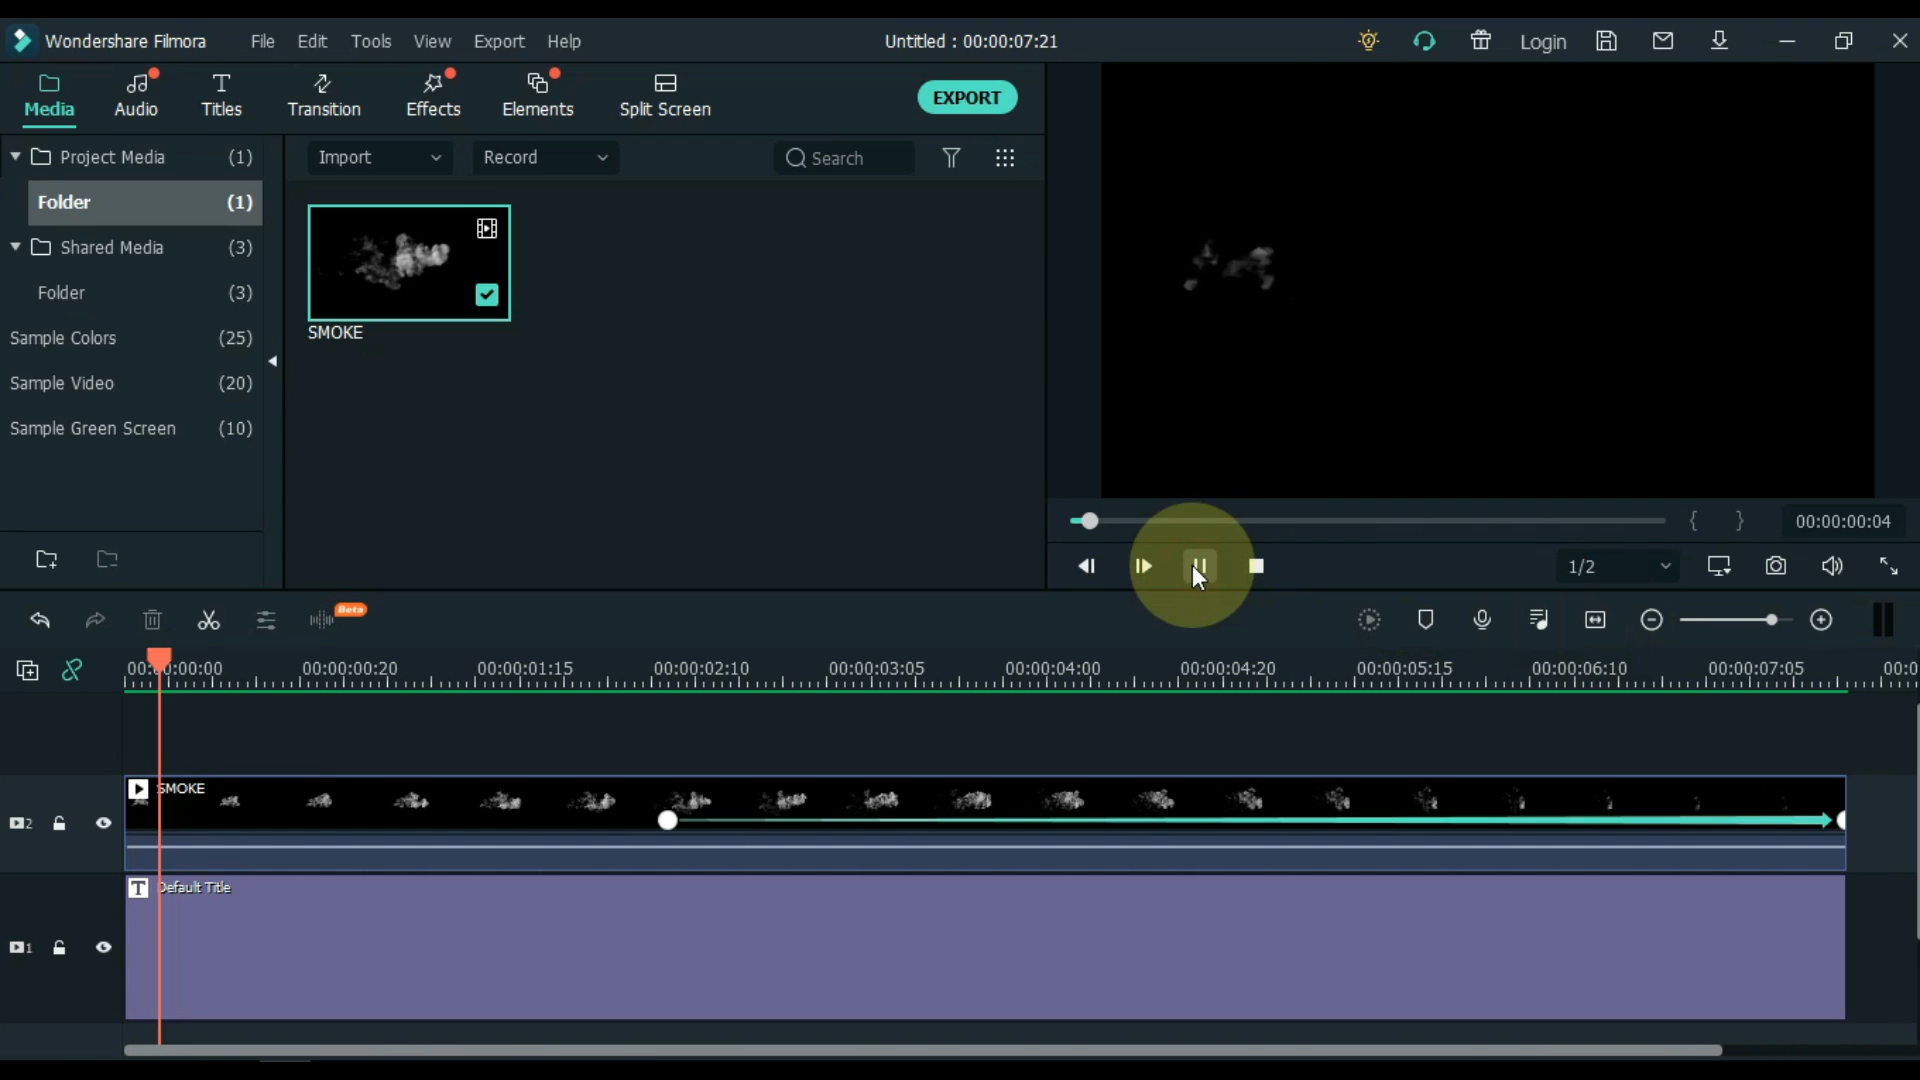 Wondershare Filmora File Edit Tools View Export Help Untitled : 00:00:07:21 Login
Media Audio Titles Transition Effects Elements Split Screen EXPORT
Project Media (1)
Import Record Search
Folder (1)
Shared Media (3)
Folder (3)
SMOKE
Sample Colors (25)
Sample Video (20)
Sample Green Screen (10)
{ } 00:00:00:04
1/2
Beta
00:00:00:00 00:00:00:20 00:00:01:15 00:00:02:10 00:00:03:05 00:00:04:00 00:00:04:20 00:00:05:15 00:00:06:10 00:00:07:05 00:0
SMOKE
2
T Default Title
1